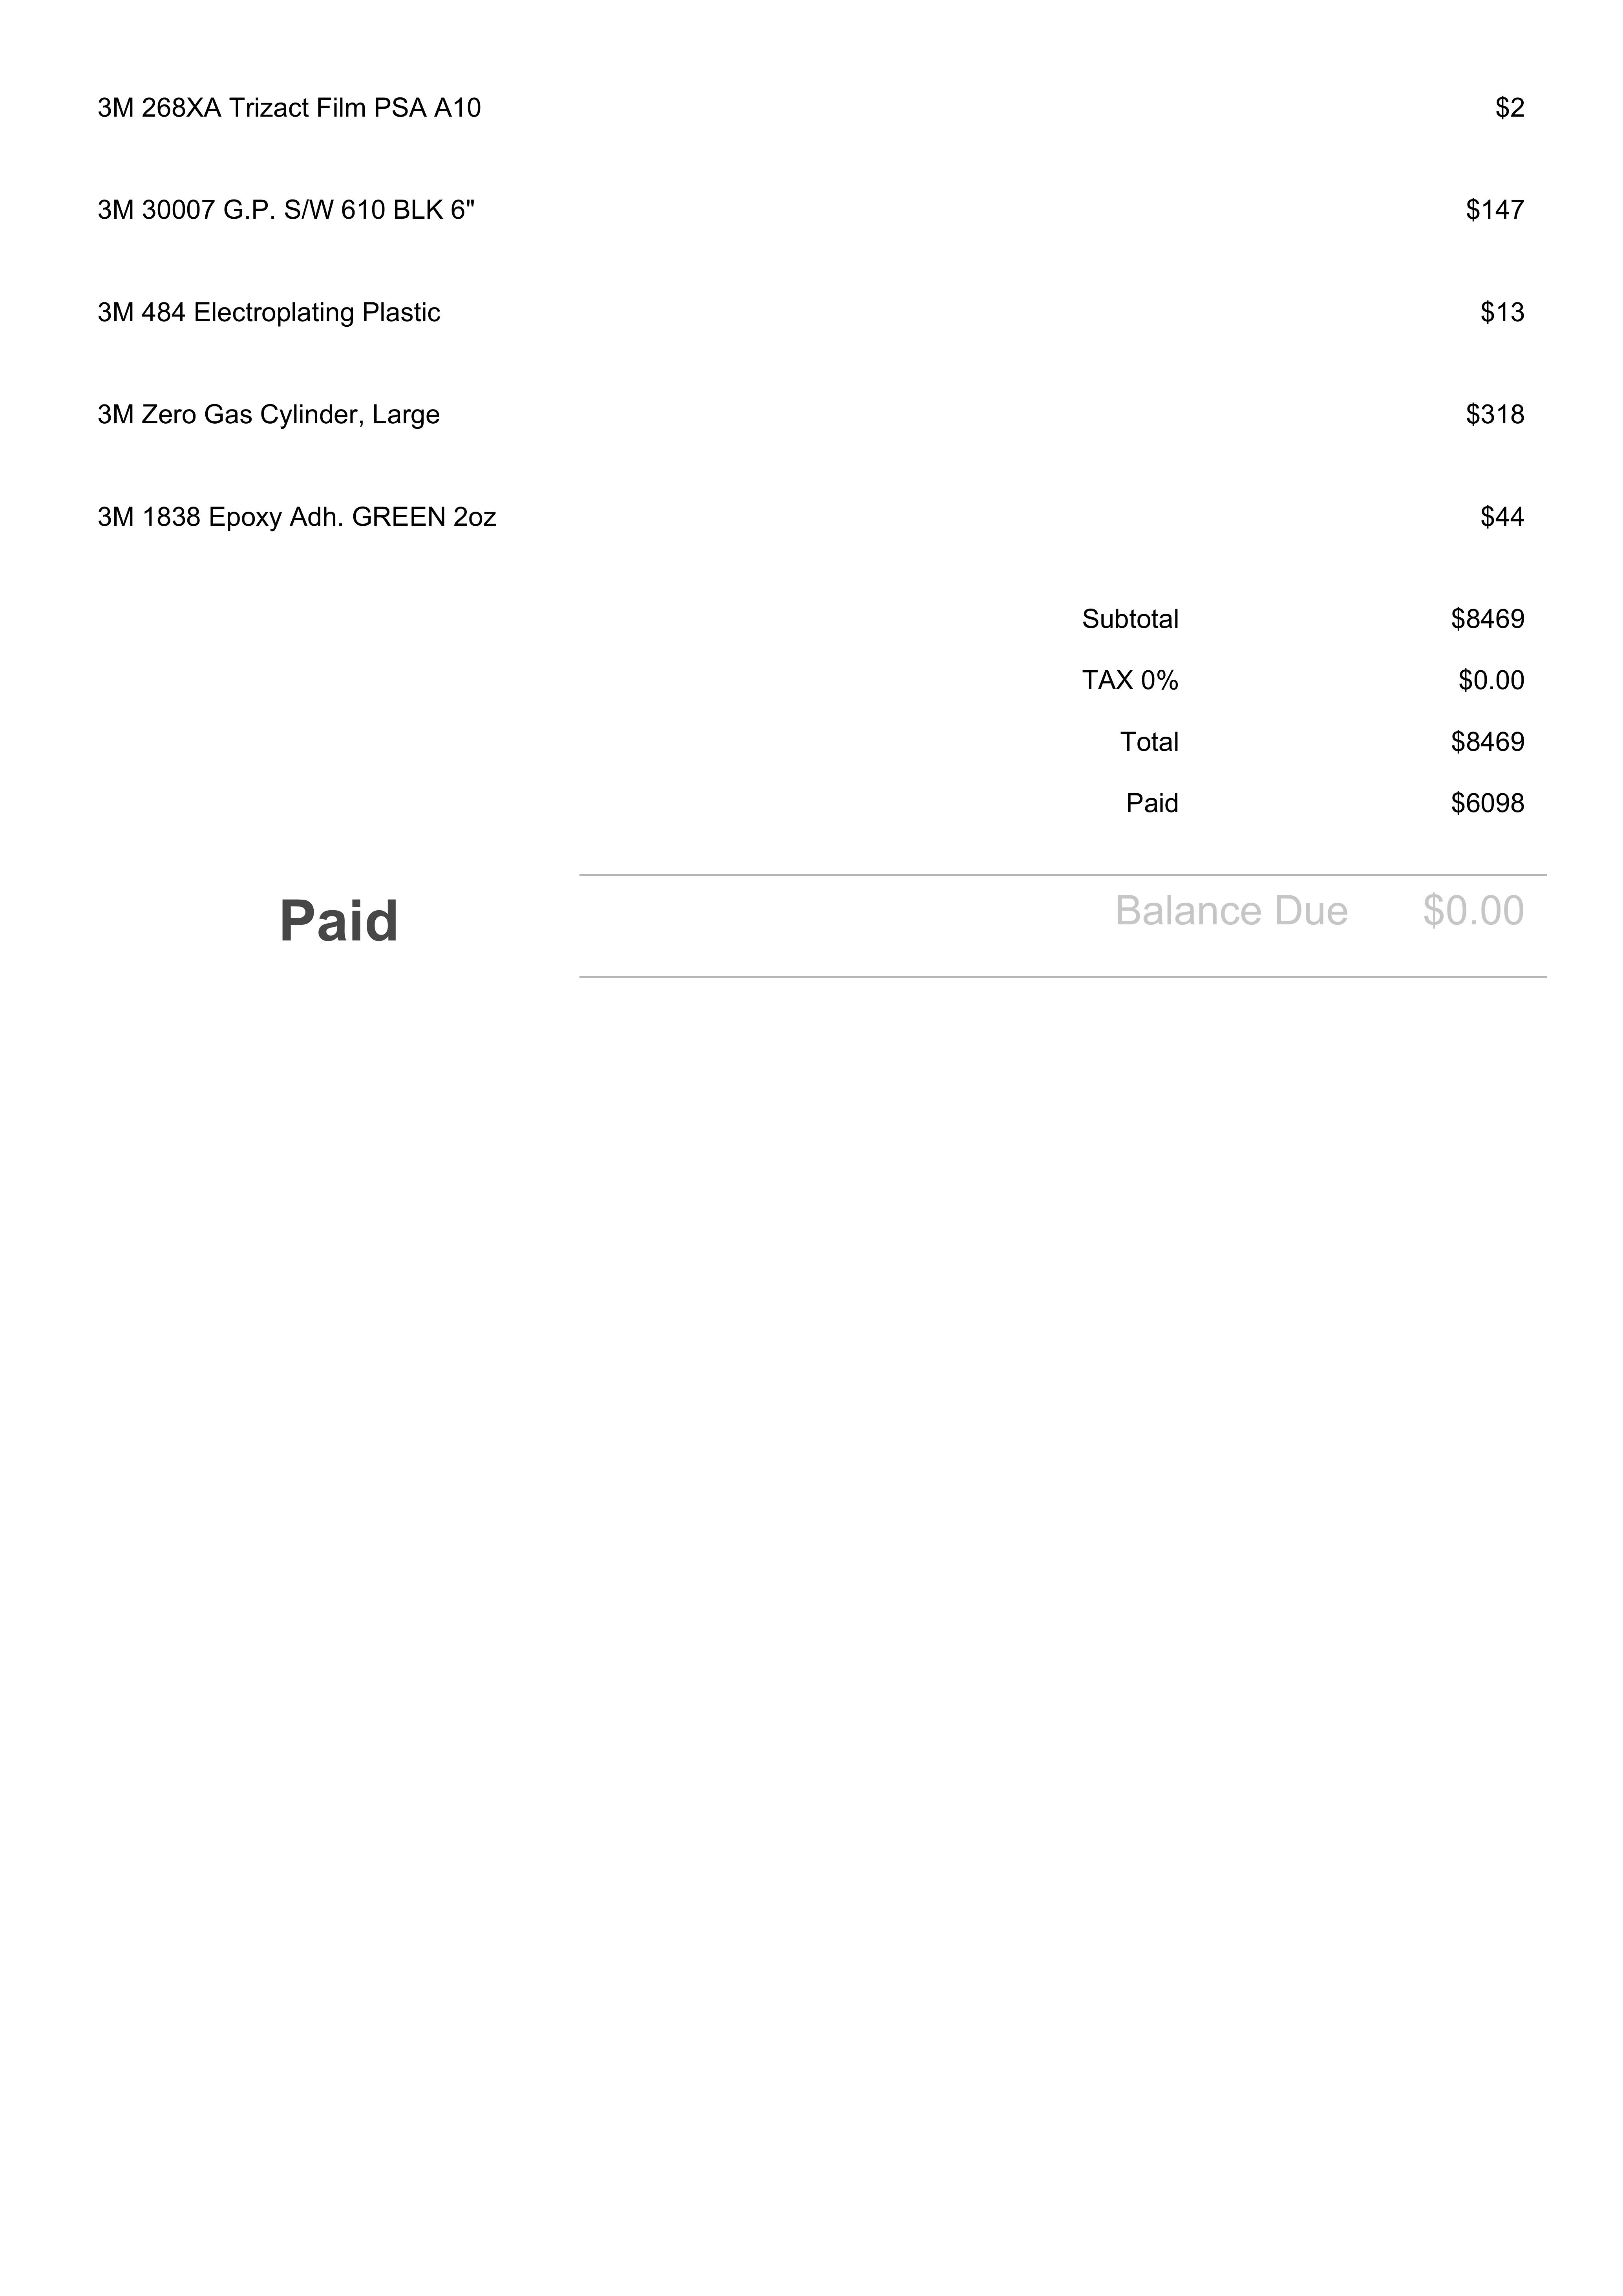 3M 268XA Trizact Film PSA A10 $2
3M 30007 G.P. S/W 610 BLK 6" $147
3M 484 Electroplating Plastic $13
3M Zero Gas Cylinder, Large $318
3M 1838 Epoxy Adh. GREEN 2oz $44
Subtotal $8469
TAX 0% $0.00
Total $8469
Paid $6098
Paid Balance Due $0.00